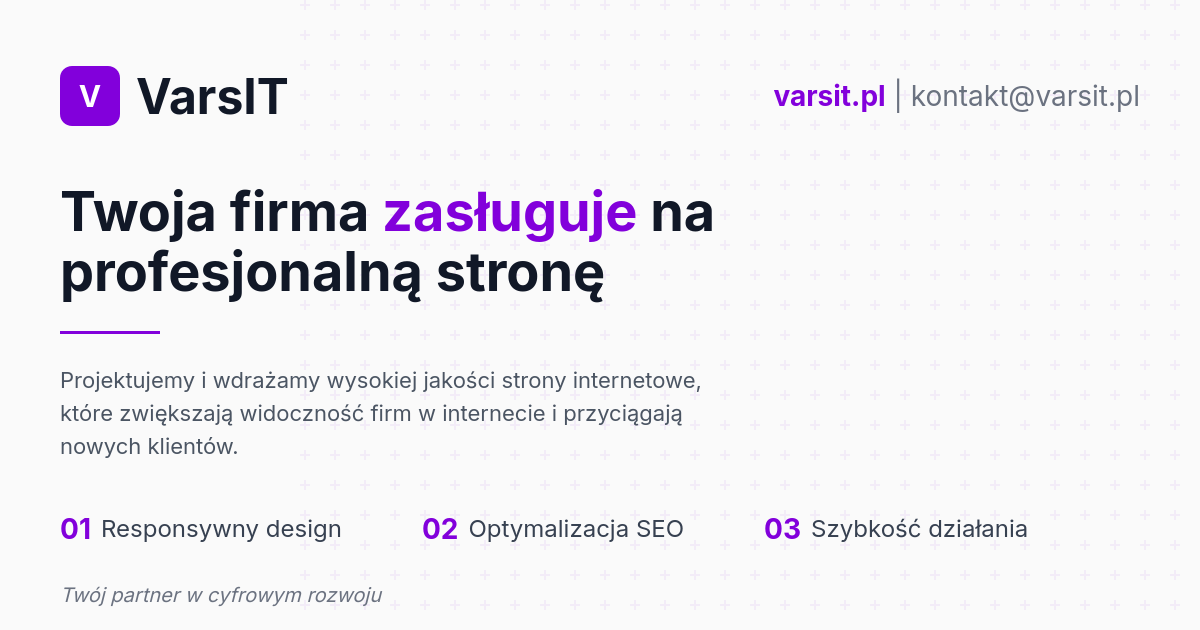 V VarsIT
varsit.pl | kontakt@varsit.pl
Twoja firma zasługuje na
profesjonalną stronę
Projektujemy i wdrażamy wysokiej jakości strony internetowe,
które zwiększają widoczność firm w internecie i przyciągają
nowych klientów.
01 Responsywny design
02 Optymalizacja SEO
03 Szybkość działania
Twój partner w cyfrowym rozwoju